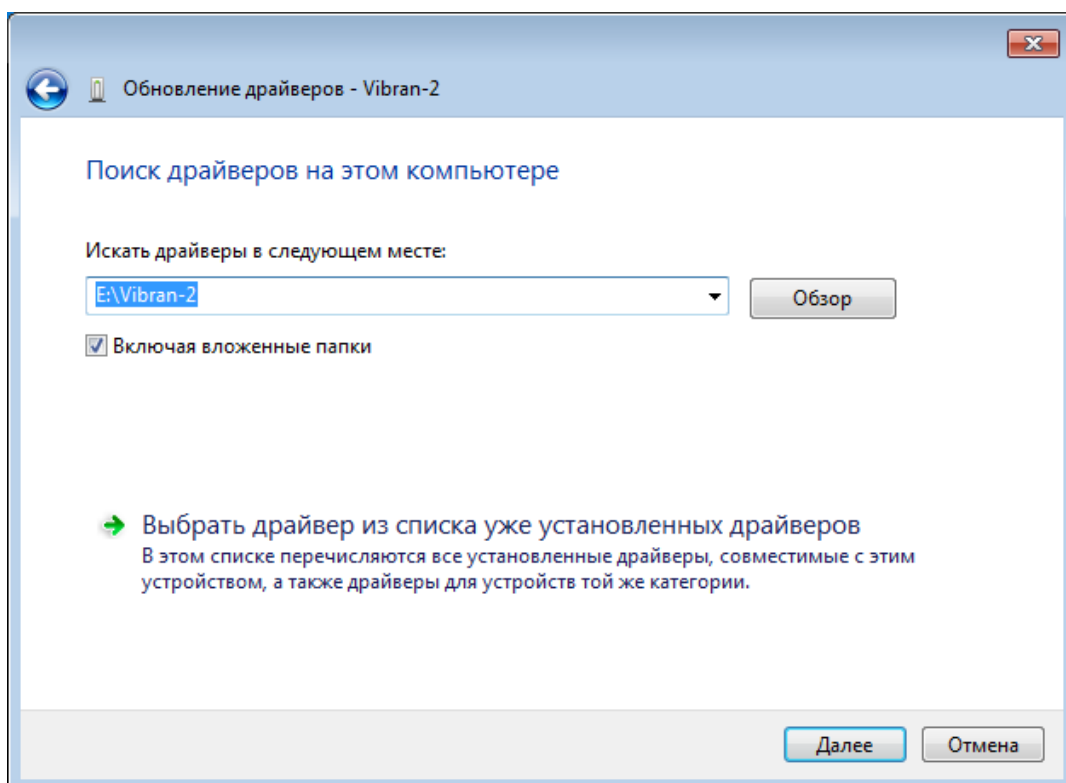 Обновление драйверов - Vibran-2
Поиск драйверов на этом компьютере
Искать драйверы в следующем месте:
E:\Vibran-2
Обзор
Включая вложенные папки
Выбрать драйвер из списка уже установленных драйверов
В этом списке перечисляются все установленные драйверы, совместимые с этим
устройством, а также драйверы для устройств той же категории.
Далее
Отмена